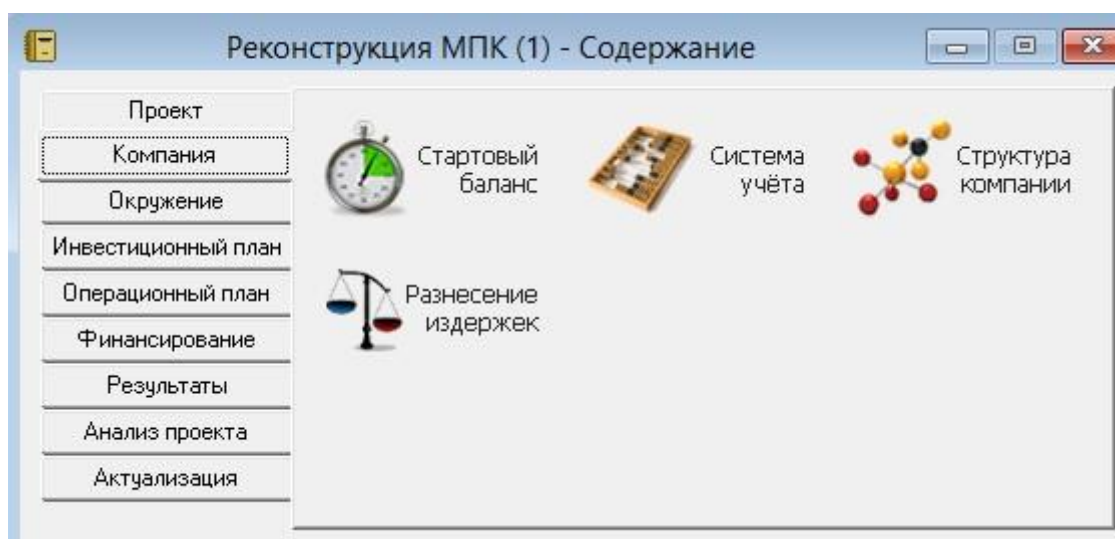 Реконструкция МПК (1) - Содержание
Проект
Компания
Окружение
Инвестиционный план
Операционный план
Финансирование
Результаты
Анализ проекта
Актуализация
Стартовый
баланс
Система
учёта
Структура
компании
Разнесение
издержек